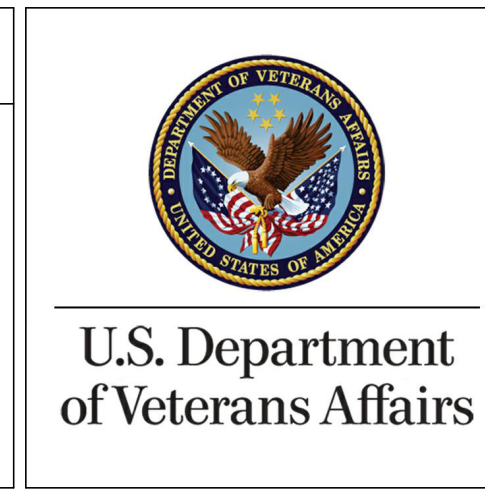 DEPARTMENT OF VETERANS AFFAIRS
UNITED STATES OF AMERICA
U.S. Department
of Veterans Affairs